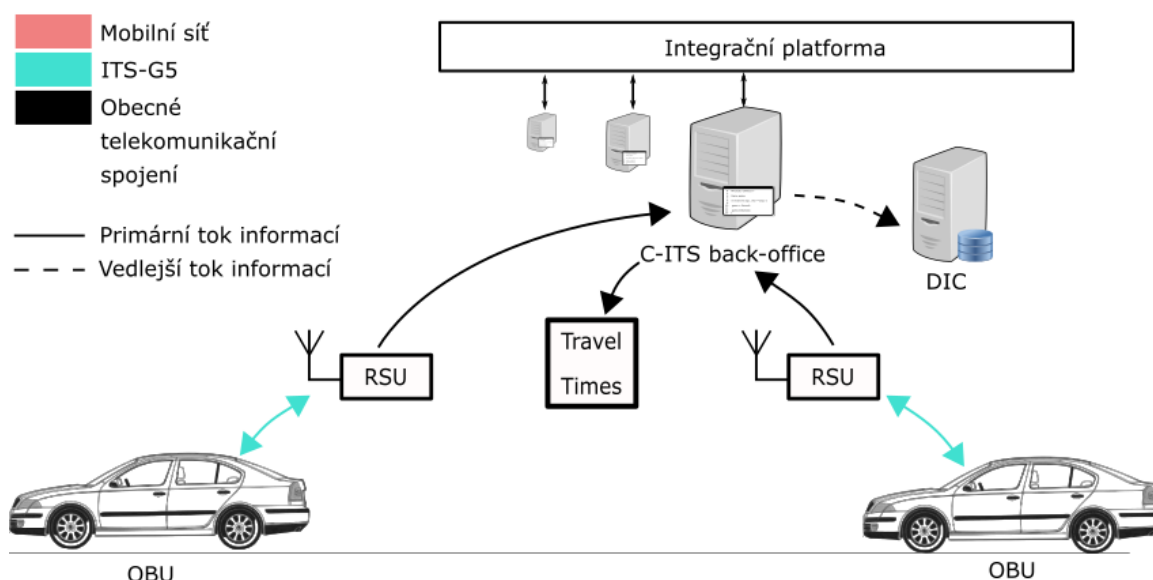 Mobilní síť
ITS-G5
Obecné
telekomunikační
spojení
Primární tok informací
Vedlejší tok informací
Integrační platforma
C-ITS back-office
DIC
Travel
Times
RSU
RSU
OBU
OBU